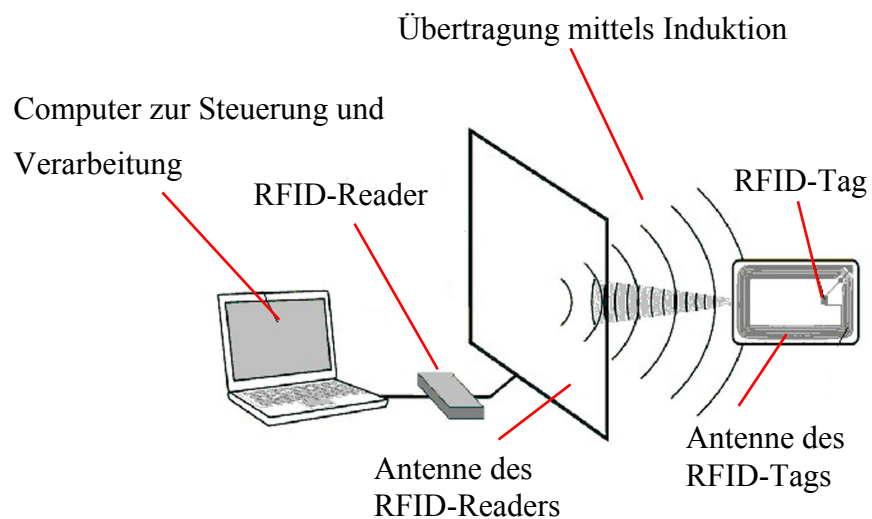 Übertragung mittels Induktion
Computer zur Steuerung und
Verarbeitung
RFID-Reader
RFID-Tag
Antenne des
RFID-Readers
Antenne des
RFID-Tags